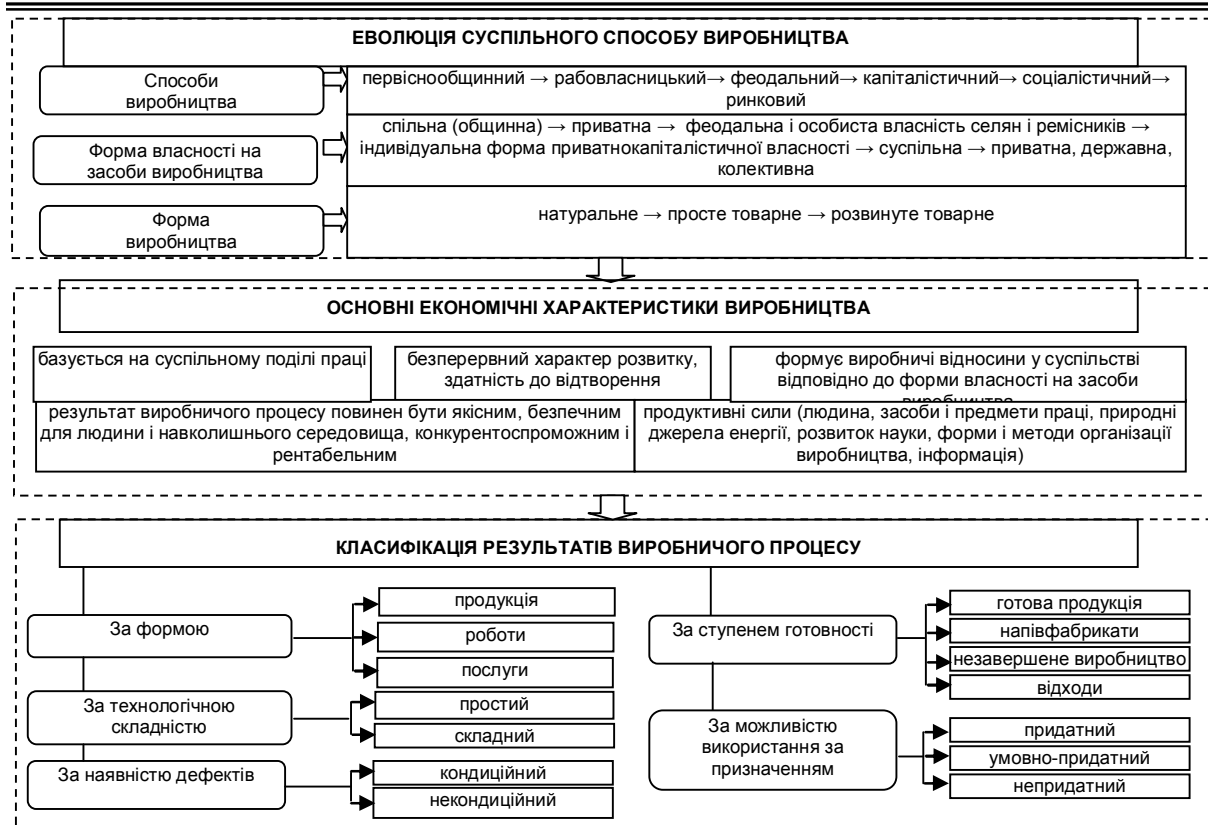 ЕВОЛЮЦІЯ СУСПІЛЬНОГО СПОСОБУ ВИРОБНИЦТВА
Способи
виробництва
первіснообщинний → рабовласницький→ феодальний→ капіталістичний→ соціалістичний→
ринковий
Форма власності на
засоби виробництва
спільна (общинна) → приватна → феодальна і особиста власність селян і ремісників →
індивідуальна форма приватнокапіталістичної власності → суспільна → приватна, державна,
колективна
Форма
виробництва
натуральне → просте товарне → розвинуте товарне
ОСНОВНІ ЕКОНОМІЧНІ ХАРАКТЕРИСТИКИ ВИРОБНИЦТВА
базується на суспільному поділі праці
безперервний характер розвитку,
здатність до відтворення
формує виробничі відносини у суспільстві
відповідно до форми власності на засоби
виробництва
результат виробничого процесу повинен бути якісним, безпечним
для людини і навколишнього середовища, конкурентоспроможним і
рентабельним
продуктивні сили (людина, засоби і предмети праці, природні
джерела енергії, розвиток науки, форми і методи організації
виробництва, інформація)
КЛАСИФІКАЦІЯ РЕЗУЛЬТАТІВ ВИРОБНИЧОГО ПРОЦЕСУ
За формою
продукція
роботи
послуги
За технологічною
складністю
простий
складний
За наявністю дефектів
кондиційний
некондиційний
За ступенем готовності
готова продукція
напівфабрикати
незавершене виробництво
відходи
За можливістю
використання за
призначенням
придатний
умовно-придатний
непридатний